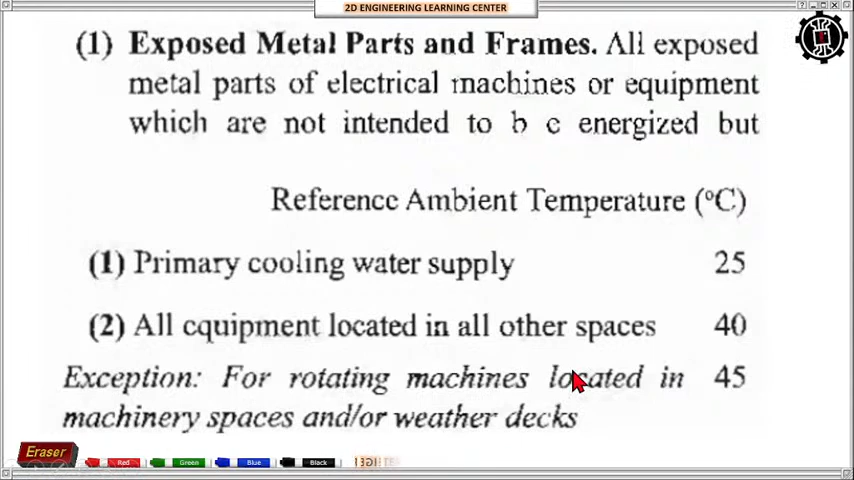 2D ENGINEERING LEARNING CENTER
(1) Exposed Metal Parts and Frames. All exposed
metal parts of electrical machines or equipment
which are not intended to b c energized but
Reference Ambient Temperature (°C)
(1) Primary cooling water supply 25
(2) All equipment located in all other spaces 40
Exception: For rotating machines located in 45
machinery spaces and/or weather decks
Eraser
Red
Green
Blue
Black